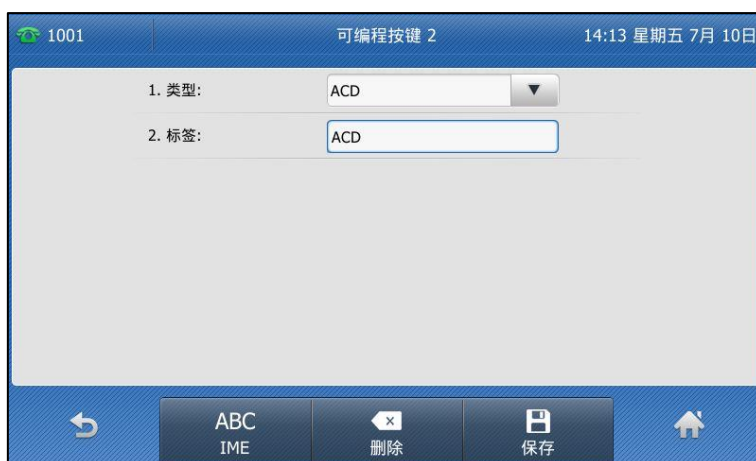 1001 可编程按键 2 14:13 星期五 7月 10日
1. 类型: ACD
2. 标签: ACD
ABC
IME 删除 保存